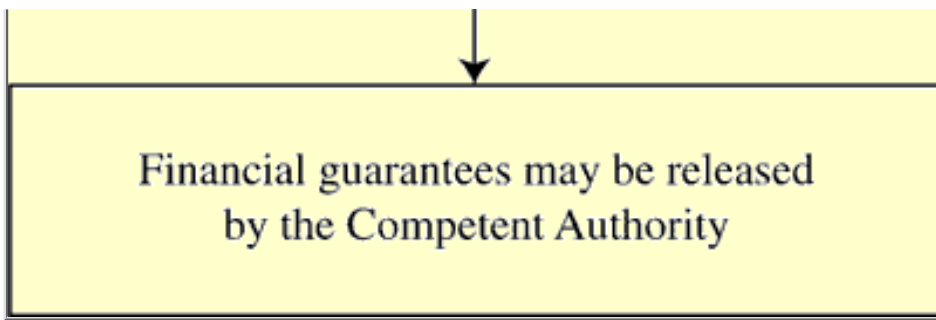 Financial guarantees may be released
by the Competent Authority